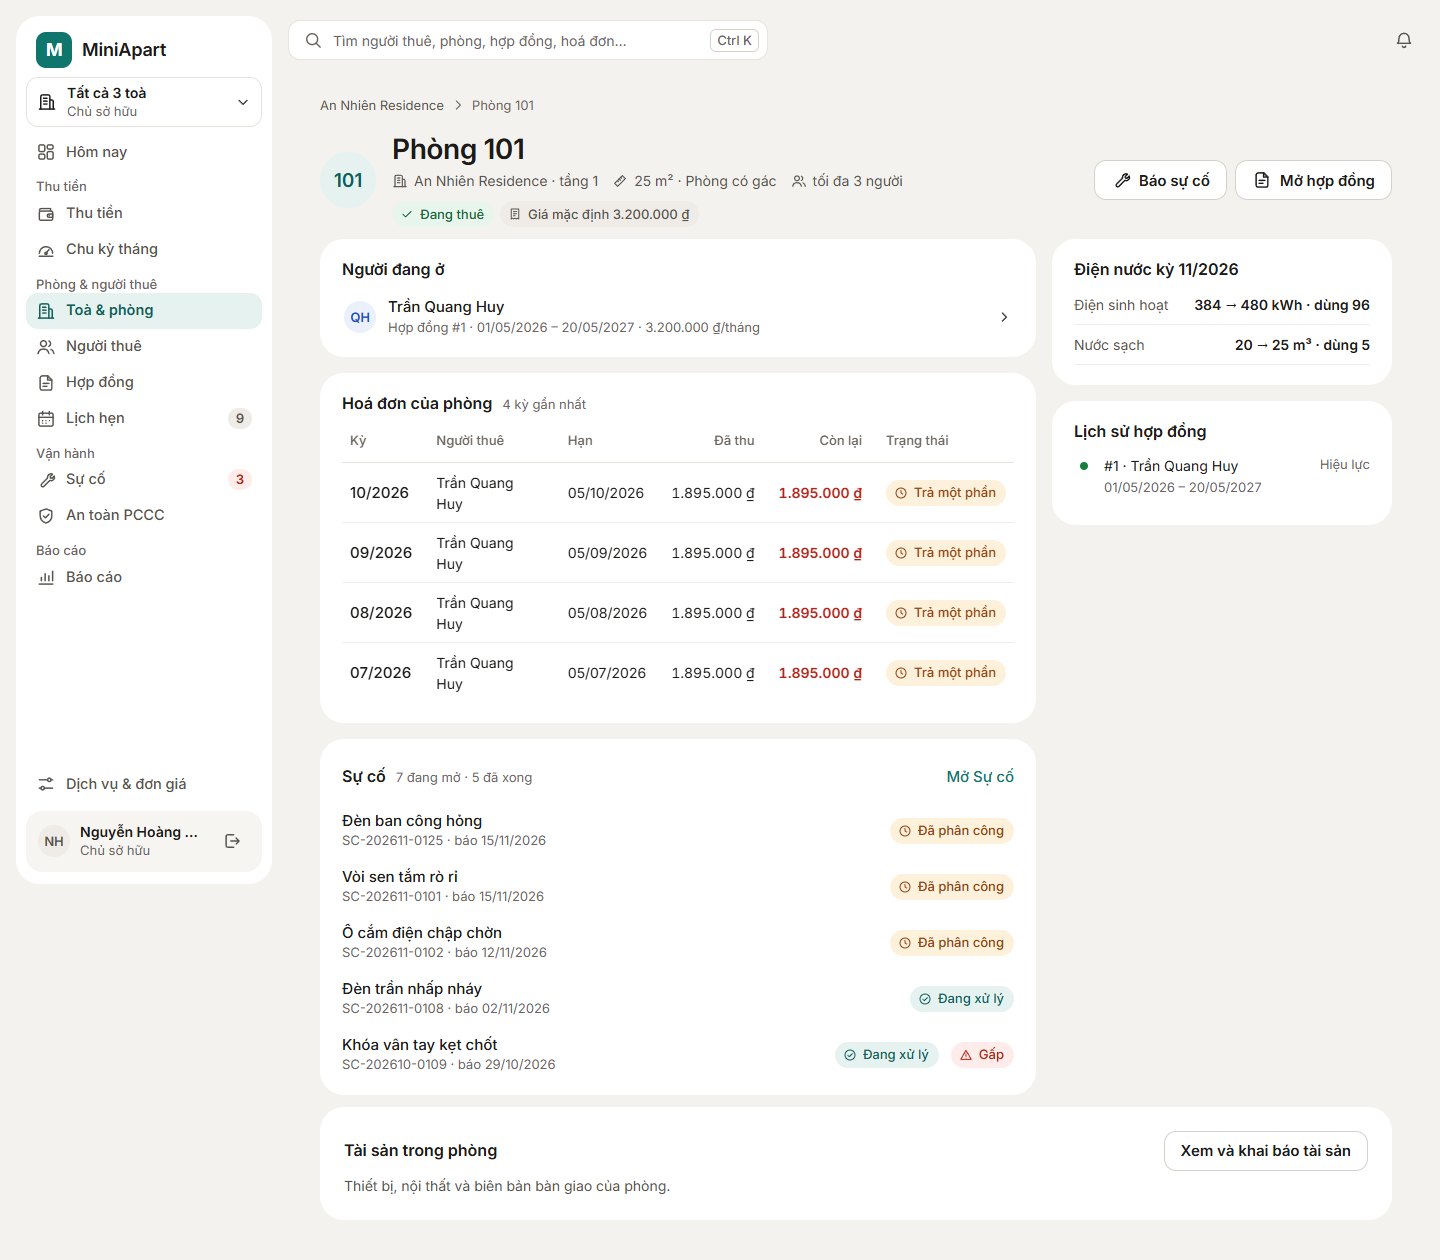 M MiniApart
Tất cả 3 toà
Chủ sở hữu
Hôm nay
Thu tiền
Thu tiền
Chu kỳ tháng
Phòng & người thuê
Toà & phòng
Người thuê
Hợp đồng
Lịch hẹn 9
Vận hành
Sự cố 3
An toàn PCCC
Báo cáo
Báo cáo
Dịch vụ & đơn giá
NH Nguyễn Hoàng ...
Chủ sở hữu
Tìm người thuê, phòng, hợp đồng, hoá đơn... Ctrl K
An Nhiên Residence > Phòng 101
101
Phòng 101
An Nhiên Residence · tầng 1 25 m² · Phòng có gác tối đa 3 người
Đang thuê Giá mặc định 3.200.000 ₫
Báo sự cố Mở hợp đồng
Người đang ở
QH Trần Quang Huy
Hợp đồng #1 · 01/05/2026 – 20/05/2027 · 3.200.000 ₫/tháng
Hoá đơn của phòng 4 kỳ gần nhất
Kỳ Người thuê Hạn Đã thu Còn lại Trạng thái
10/2026 Trần Quang Huy 05/10/2026 1.895.000 ₫ 1.895.000 ₫ Trả một phần
09/2026 Trần Quang Huy 05/09/2026 1.895.000 ₫ 1.895.000 ₫ Trả một phần
08/2026 Trần Quang Huy 05/08/2026 1.895.000 ₫ 1.895.000 ₫ Trả một phần
07/2026 Trần Quang Huy 05/07/2026 1.895.000 ₫ 1.895.000 ₫ Trả một phần
Sự cố 7 đang mở · 5 đã xong Mở Sự cố
Đèn ban công hỏng
SC-202611-0125 · báo 15/11/2026 Đã phân công
Vòi sen tắm rò rỉ
SC-202611-0101 · báo 15/11/2026 Đã phân công
Ổ cắm điện chập chờn
SC-202611-0102 · báo 12/11/2026 Đã phân công
Đèn trần nhấp nháy
SC-202611-0108 · báo 02/11/2026 Đang xử lý
Khóa vân tay kẹt chốt
SC-202610-0109 · báo 29/10/2026 Đang xử lý Gấp
Điện nước kỳ 11/2026
Điện sinh hoạt 384 → 480 kWh · dùng 96
Nước sạch 20 → 25 m³ · dùng 5
Lịch sử hợp đồng
#1 · Trần Quang Huy Hiệu lực
01/05/2026 – 20/05/2027
Tài sản trong phòng
Thiết bị, nội thất và biên bản bàn giao của phòng.
Xem và khai báo tài sản